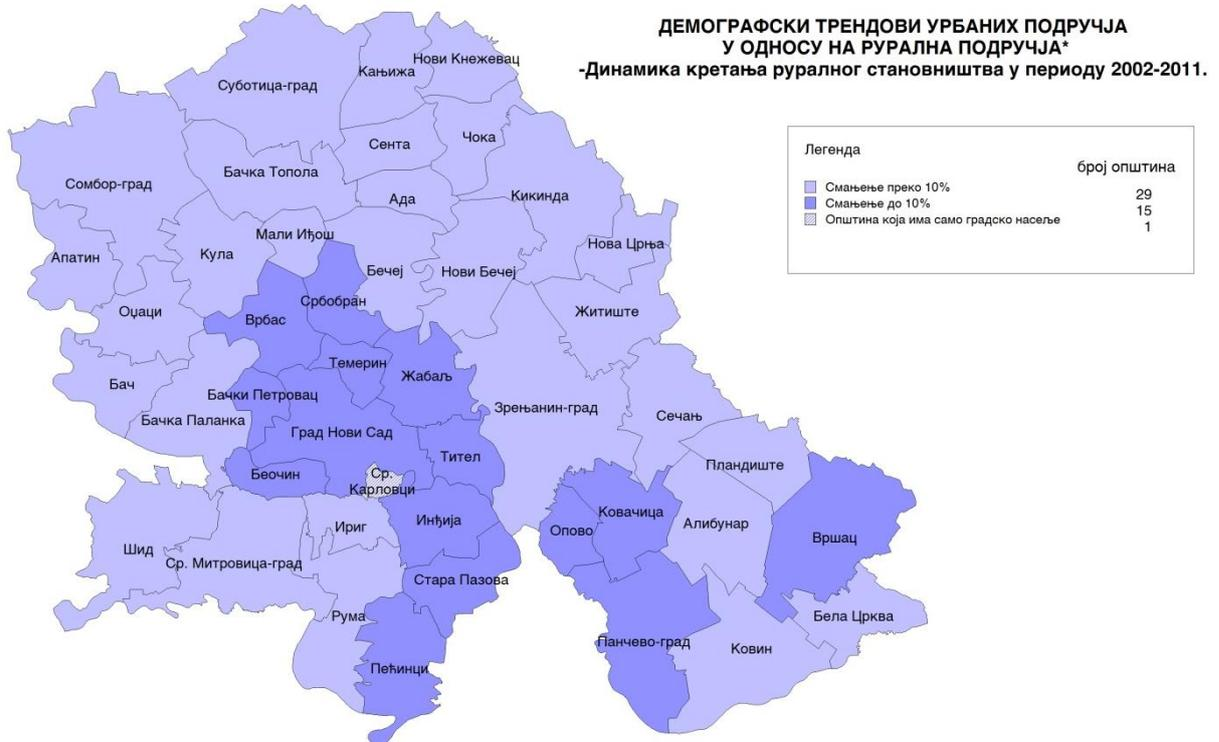 ДЕМОГРАФСКИ ТРЕНДОВИ УРБАНИХ ПОДРУЧЈА
У ОДНОСУ НА РУРАЛНА ПОДРУЧЈА*
-Динамика кретања руралног становништва у периоду 2002-2011.
Легенда
број општина
Смањење преко 10% 29
Смањење до 10% 15
Општина која има само градско насеље 1
Суботица-град
Кањижа
Нови Кнежевац
Сента
Чока
Сомбор-град
Бачка Топола
Ада
Кикинда
Апатин
Кула
Мали Иђош
Бечеј
Нови Бечеј
Нова Црња
Оџаци
Врбас
Србобран
Житиште
Темерин
Жабаљ
Бач
Бачки Петровац
Бачка Паланка
Град Нови Сад
Зрењанин-град
Сечањ
Беочин
Ср.
Карловци
Тител
Пландиште
Шид
Ср. Митровица-град
Ириг
Инђија
Опово
Ковачица
Алибунар
Вршац
Стара Пазова
Рума
Пећинци
Панчево-град
Ковин
Бела Црква